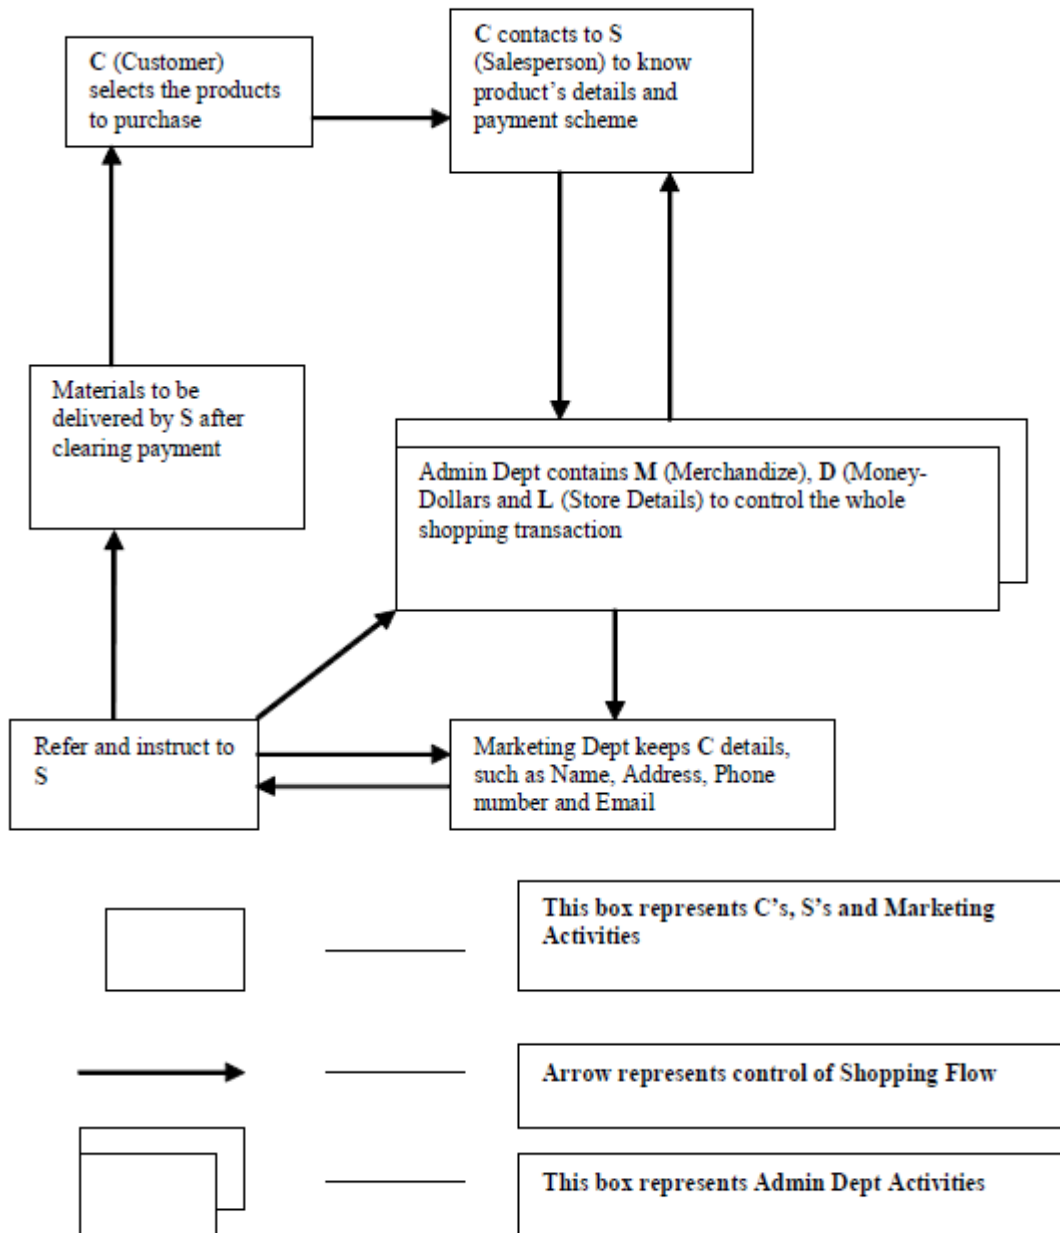 C (Customer)
selects the products
to purchase
C contacts to S
(Salesperson) to know
product’s details and
payment scheme
Materials to be
delivered by S after
clearing payment
Admin Dept contains M (Merchandize), D (Money-
Dollars and L (Store Details) to control the whole
shopping transaction
Refer and instruct to
S
Marketing Dept keeps C details,
such as Name, Address, Phone
number and Email
This box represents C’s, S’s and Marketing
Activities
Arrow represents control of Shopping Flow
This box represents Admin Dept Activities